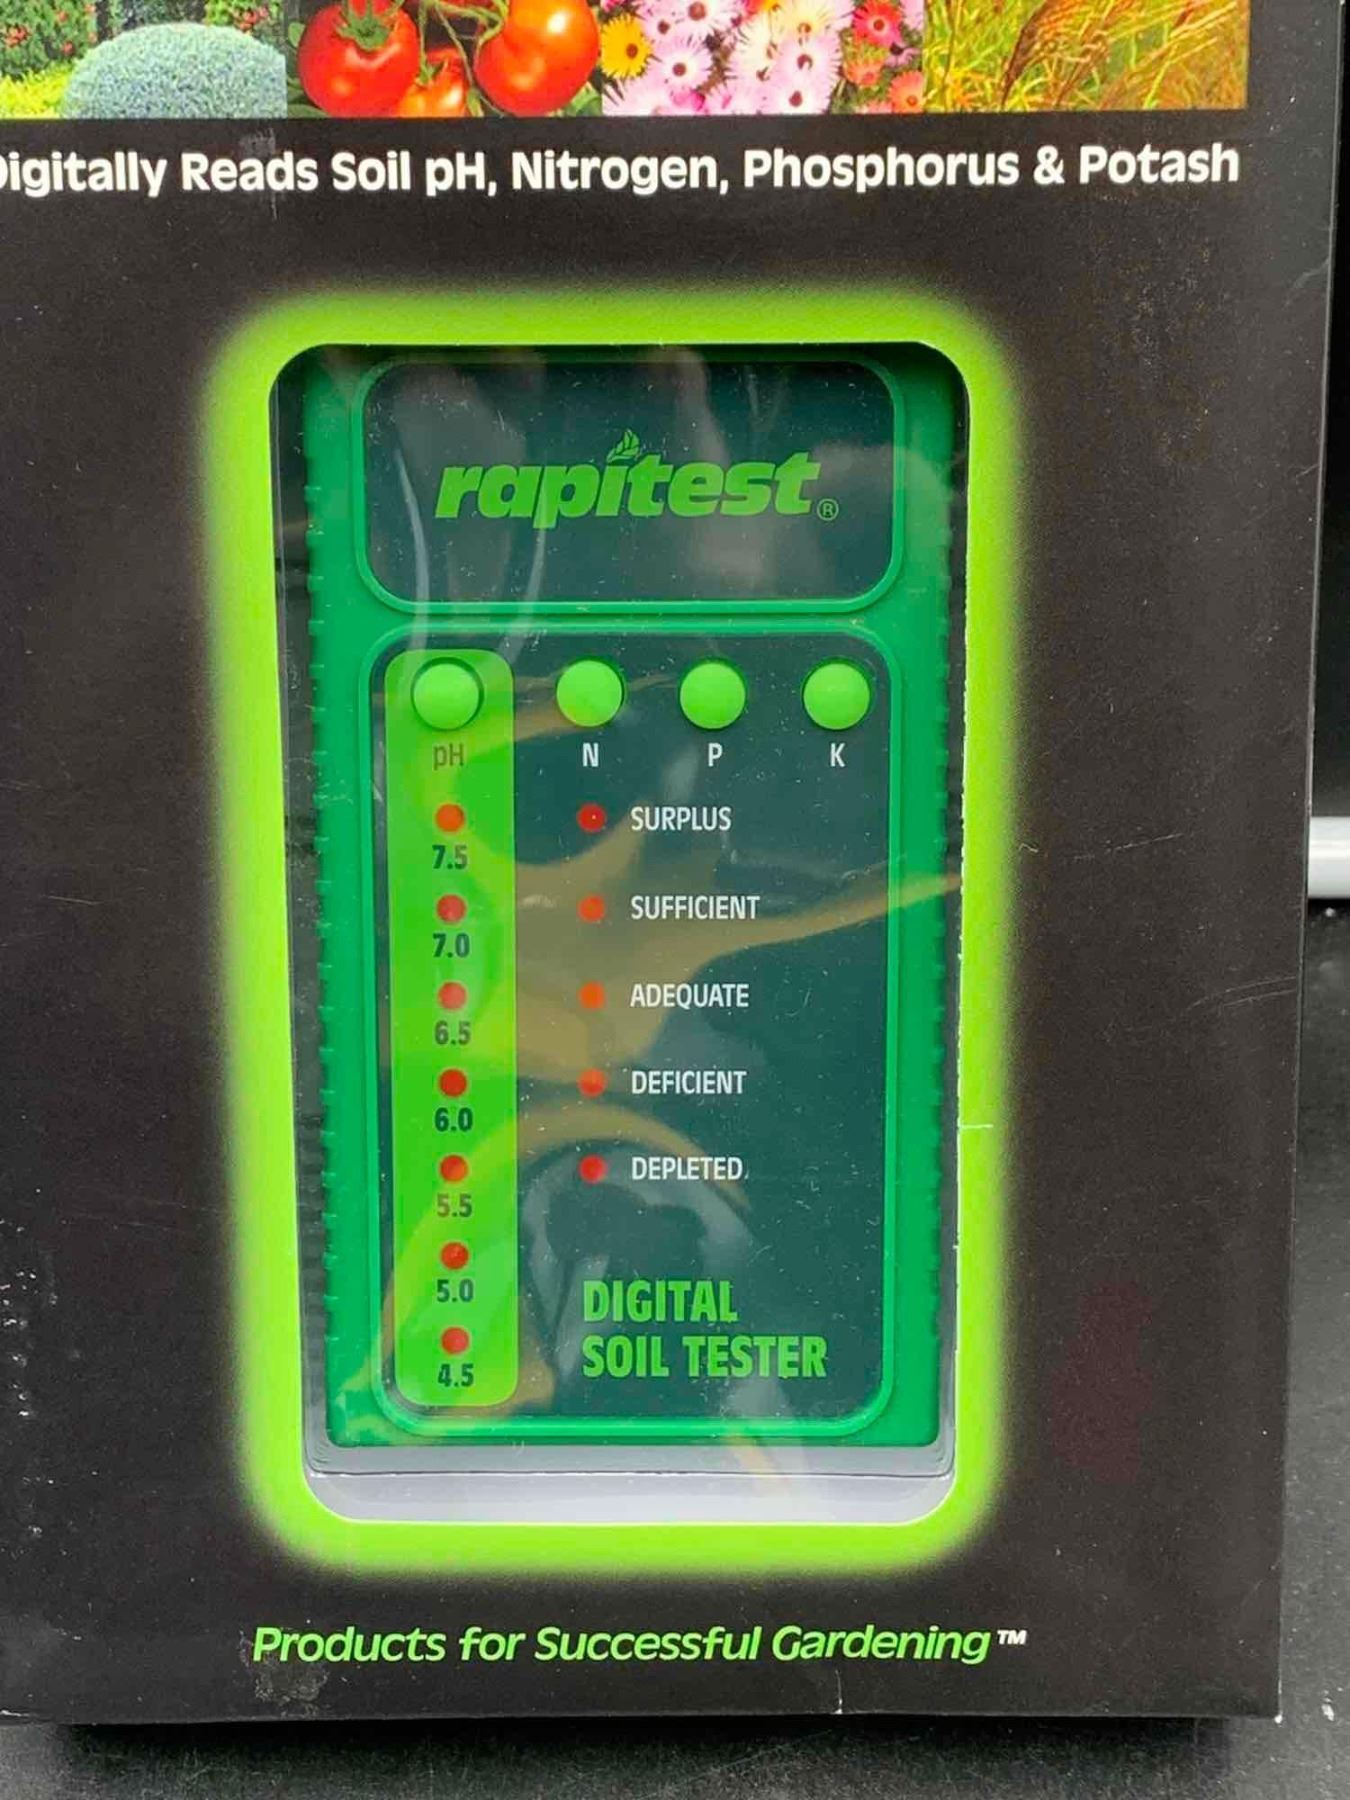 Digitally Reads Soil pH, Nitrogen, Phosphorus & Potash
rapitest®
pH N P K
7.5 SURPLUS
7.0 SUFFICIENT
6.5 ADEQUATE
6.0 DEFICIENT
5.5 DEPLETED
5.0
4.5
DIGITAL
SOIL TESTER
Products for Successful Gardening™